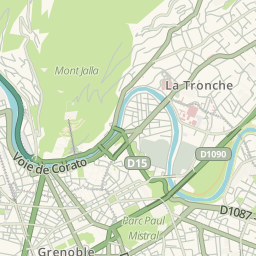 Mont Jalla
La Tronche
Voie de Corato
D15
D1090
D1087
Parc Paul
Mistral
Grenoble